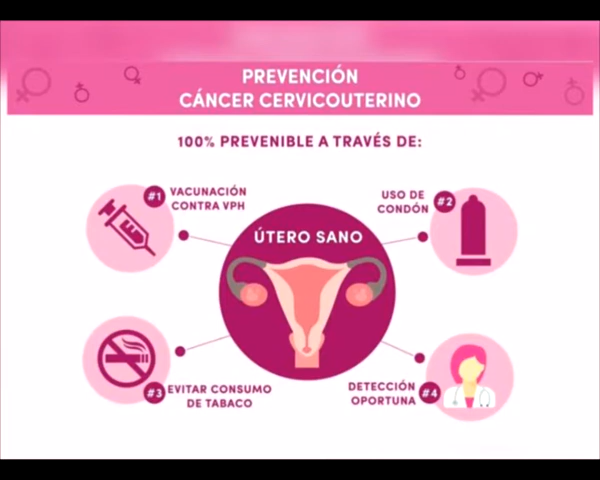 PREVENCIÓN
CÁNCER CERVICOUTERINO
100% PREVENIBLE A TRAVÉS DE:
#1 VACUNACIÓN
CONTRA VPH
USO DE
CONDÓN #2
ÚTERO SANO
#3 EVITAR CONSUMO
DE TABACO
DETECCIÓN
OPORTUNA #4